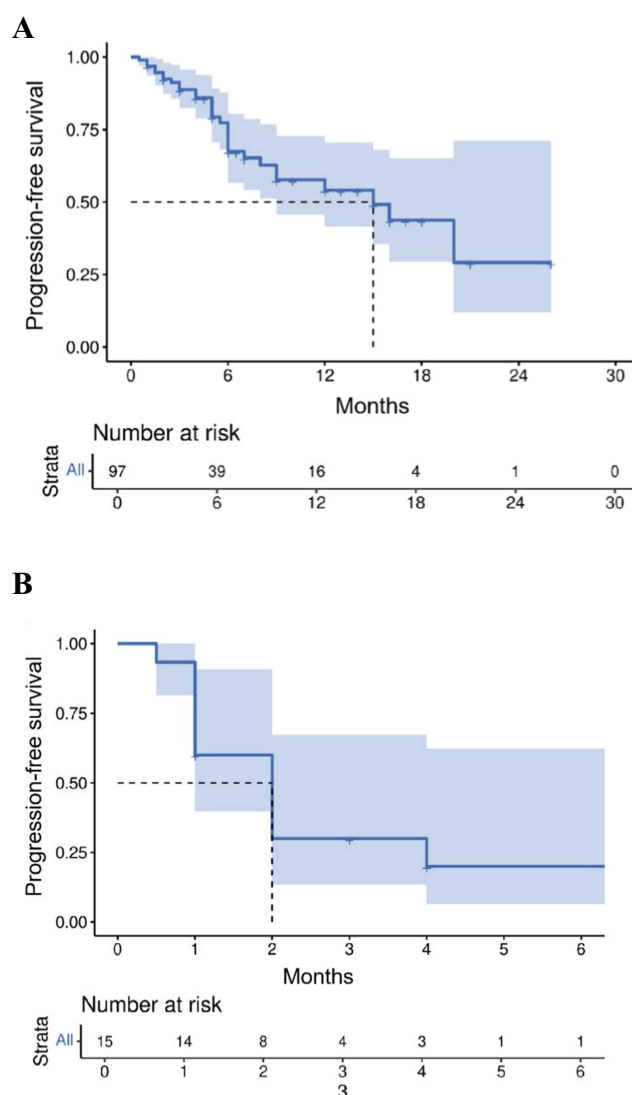 A
1.00
0.75
0.50
0.25
0.00
Progression-free survival
0 6 12 18 24 30
Months
Number at risk
Strata
All 97 39 16 4 1 0
0 6 12 18 24 30
B
1.00
0.75
0.50
0.25
0.00
Progression-free survival
0 1 2 3 4 5 6
Months
Number at risk
Strata
All 15 14 8 4 3 1 1
0 1 2 3 4 5 6
3